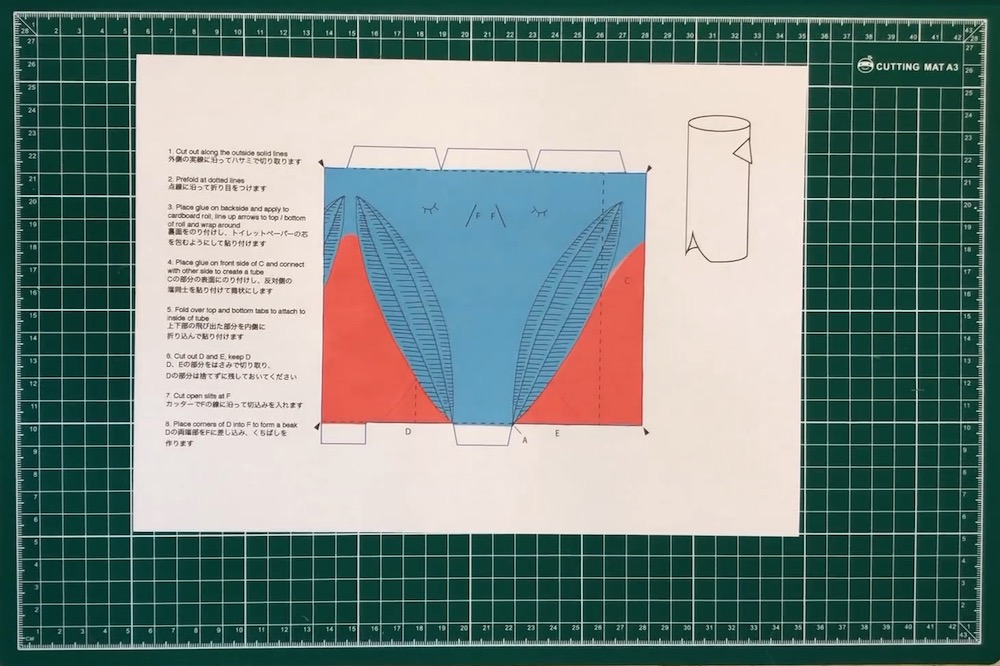 CUTTING MAT A3
1. Cut out along the outside solid lines
外側の実線に沿ってハサミで切り取ります
2. Prefold at dotted lines
点線に沿って折り目をつけます
3. Place glue on backside and apply to
cardboard roll, line up arrows to top / bottom
of roll and wrap around
裏面をのり付けし、トイレットペーパーの芯
を包むようにして貼り付けます
4. Place glue on front side of C and connect
with other side to create a tube
Cの部分の表面にのり付けし、反対側の
端同士を貼り付けて筒状にします
5. Fold over top and bottom tabs to attach to
inside of tube
上下部の飛び出た部分を内側に
折り込んで貼り付けます
6. Cut out D and E, keep D
D、Eの部分をはさみで切り取り、
Dの部分は捨てずに残しておいてください
7. Cut open slits at F
カッターでFの線に沿って切込みを入れます
8. Place corners of D into F to form a beak
Dの両端部をFに差し込み、くちばしを
作ります
F F
C
D
A
E